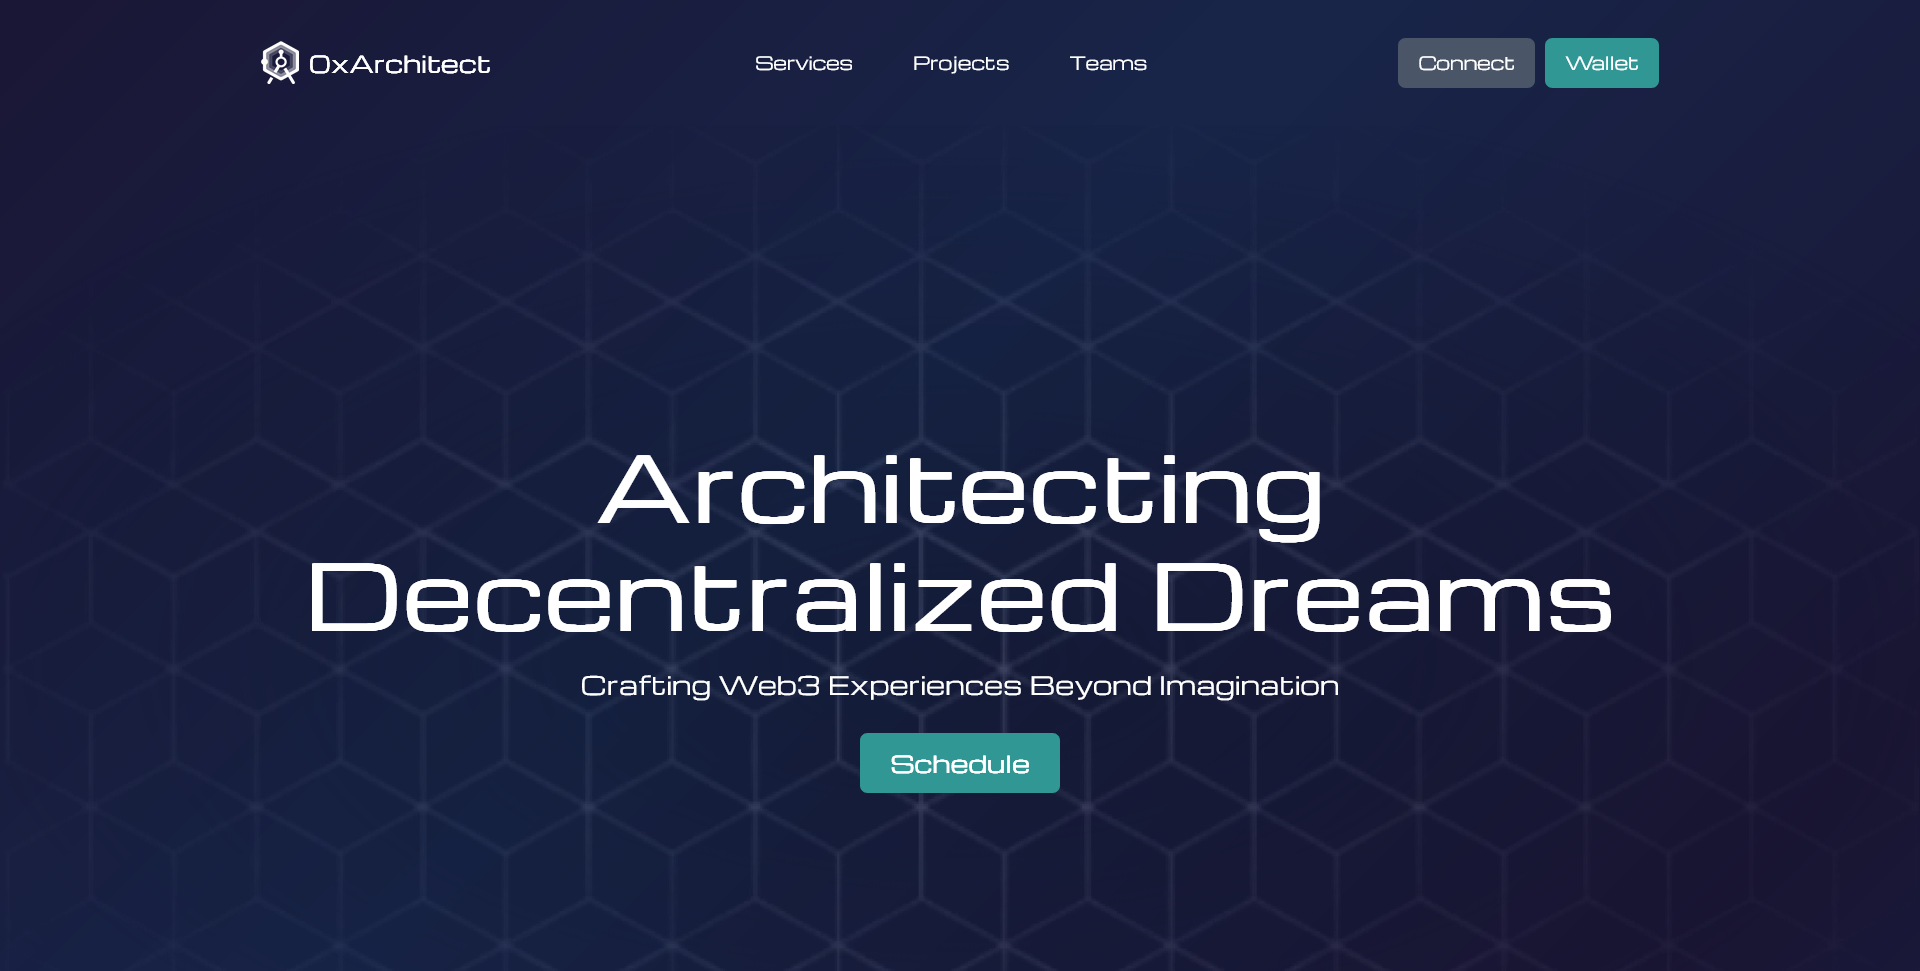 OxArchitect
Services
Projects
Teams
Connect
Wallet
Architecting
Decentralized Dreams
Crafting Web3 Experiences Beyond Imagination
Schedule